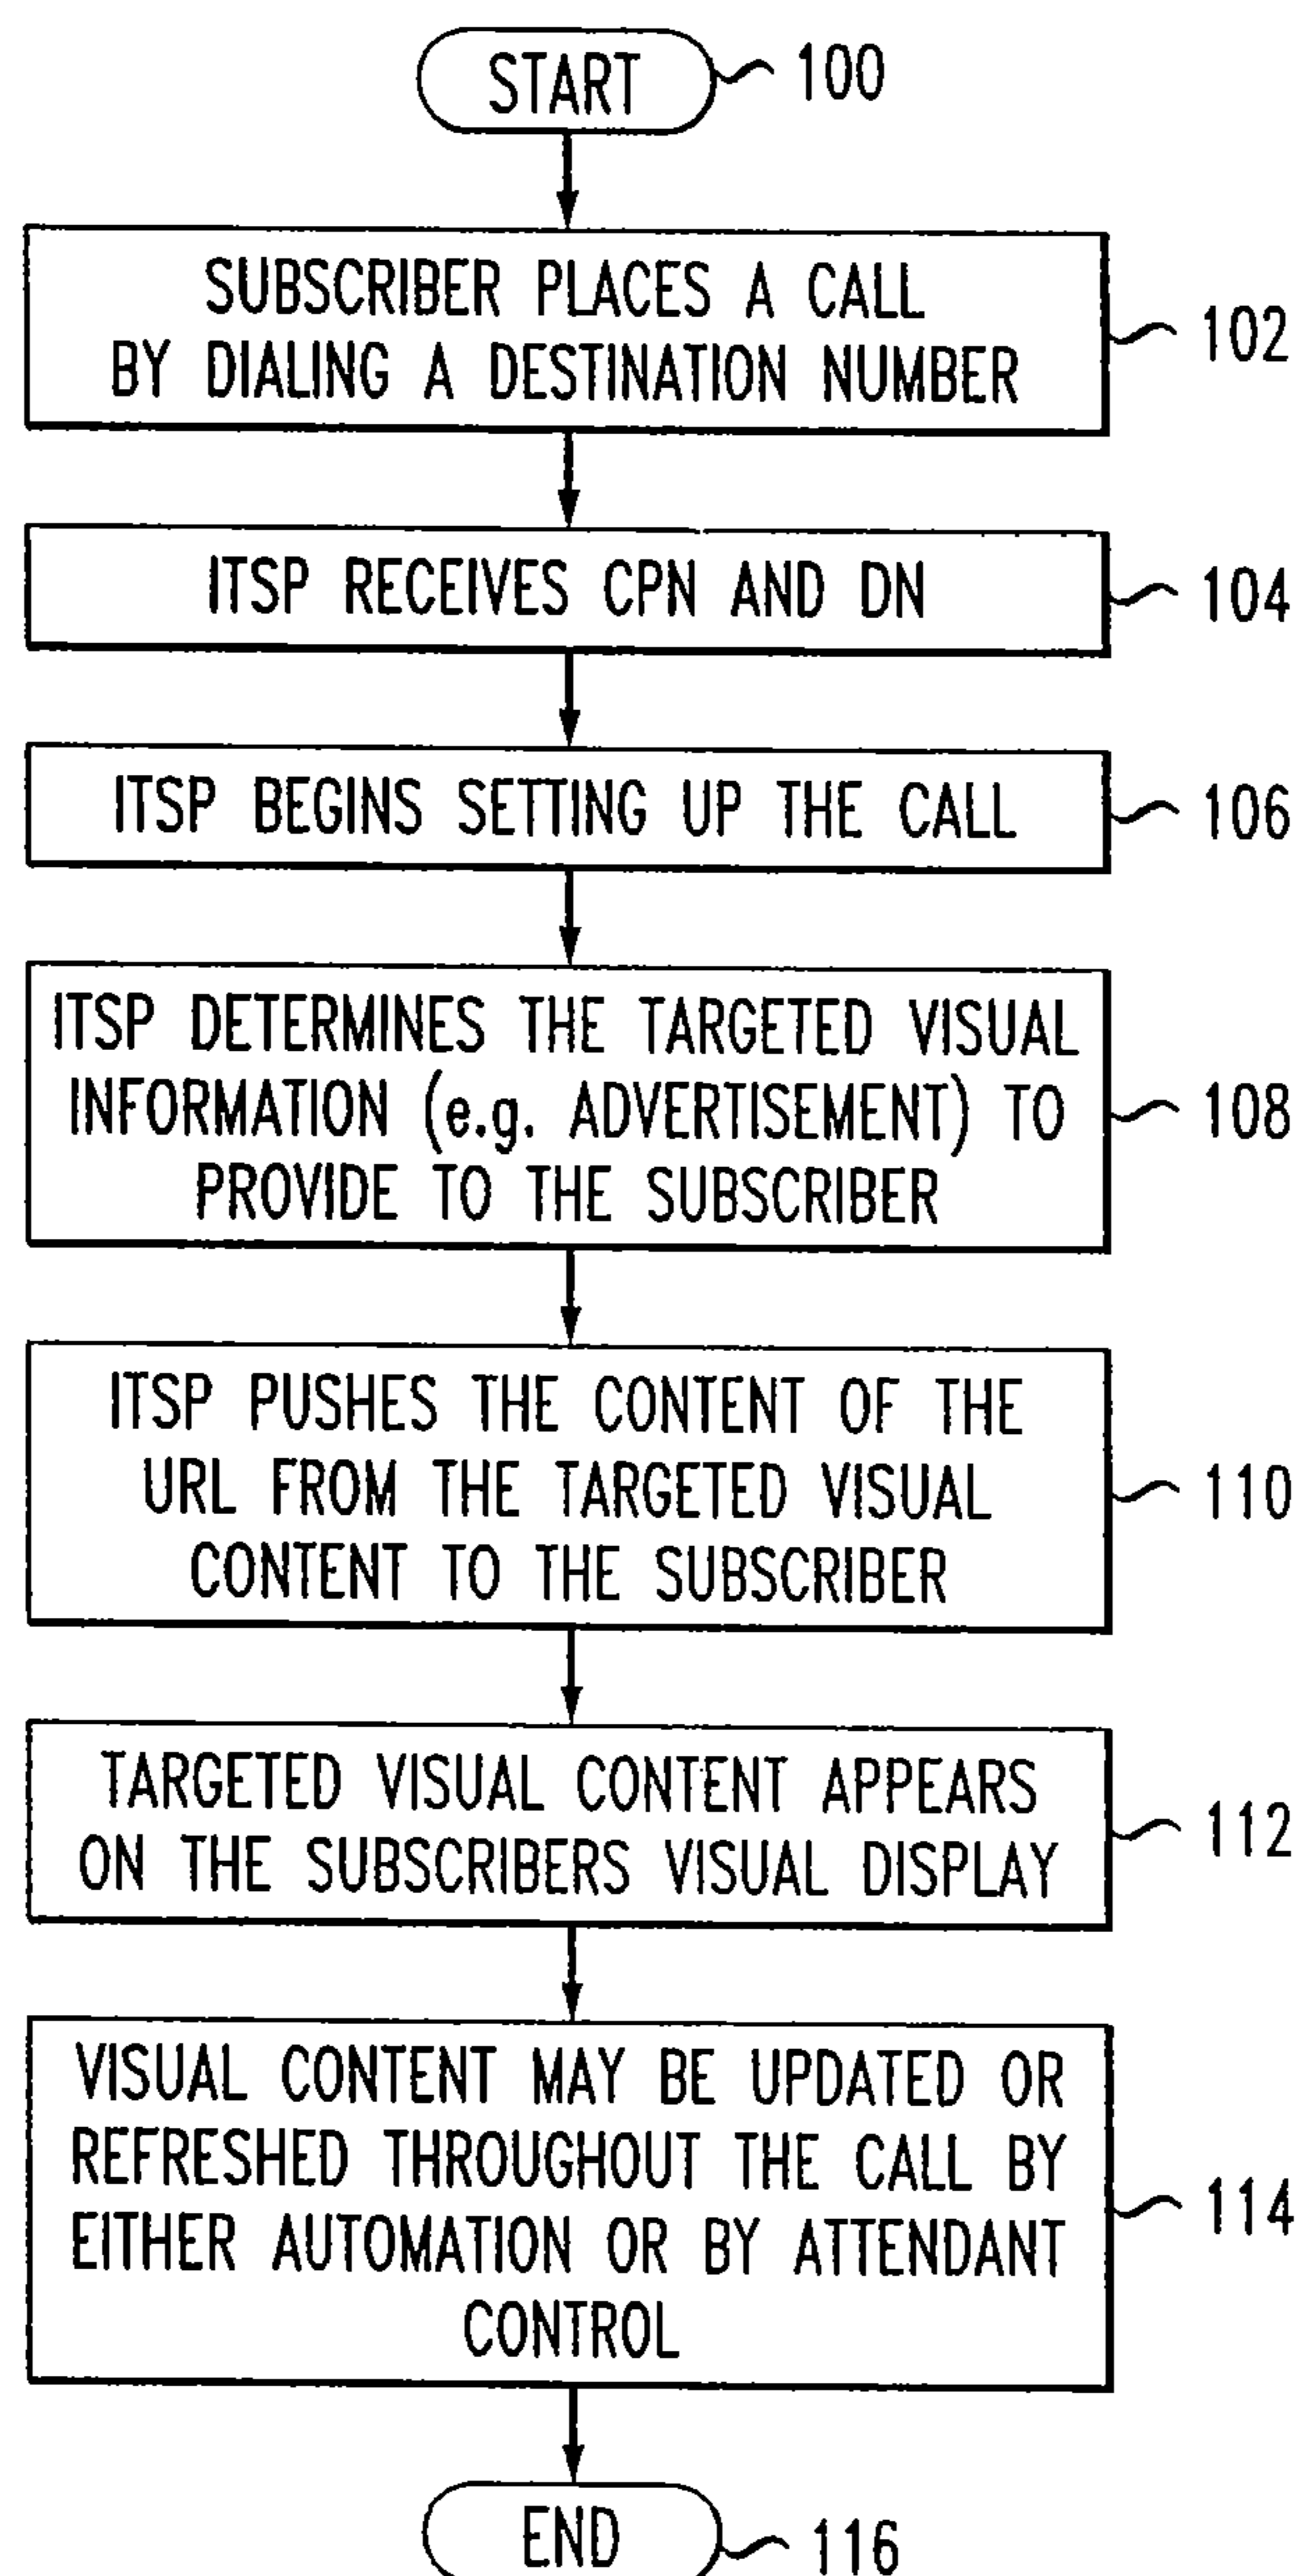 START
100
SUBSCRIBER PLACES A CALL
BY DIALING A DESTINATION NUMBER
102
ITSP RECEIVES CPN AND DN
104
ITSP BEGINS SETTING UP THE CALL
106
ITSP DETERMINES THE TARGETED VISUAL
INFORMATION (e.g. ADVERTISEMENT) TO
PROVIDE TO THE SUBSCRIBER
108
ITSP PUSHES THE CONTENT OF THE
URL FROM THE TARGETED VISUAL
CONTENT TO THE SUBSCRIBER
110
TARGETED VISUAL CONTENT APPEARS
ON THE SUBSCRIBERS VISUAL DISPLAY
112
VISUAL CONTENT MAY BE UPDATED OR
REFRESHED THROUGHOUT THE CALL BY
EITHER AUTOMATION OR BY ATTENDANT
CONTROL
114
END
116